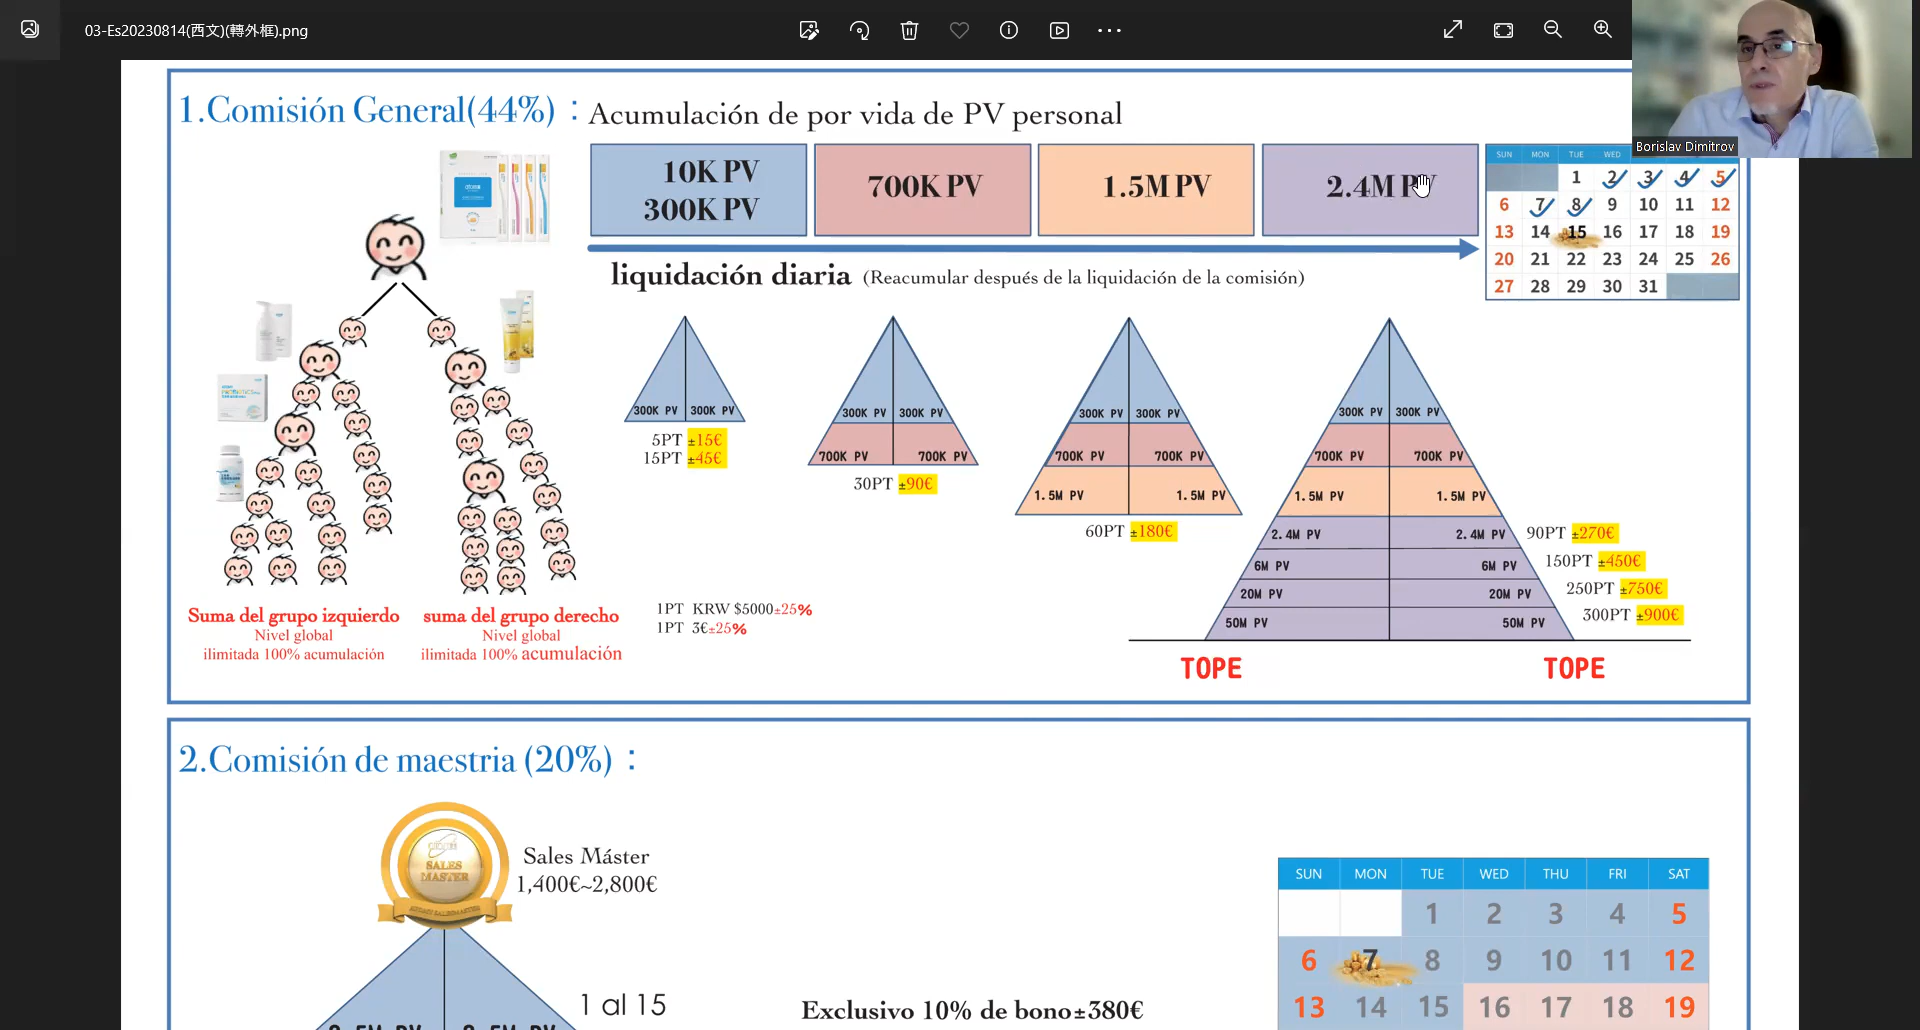 03-Es20230814(西文)(轉外框).png
Borislav Dimitrov
1.Comisión General(44%) : Acumulación de por vida de PV personal
10K PV
300K PV
700K PV
1.5M PV
2.4M PV
SUN MON TUE WED
1 2 3 4 5
6 7 8 9 10 11 12
13 14 15 16 17 18 19
20 21 22 23 24 25 26
27 28 29 30 31
liquidación diaria (Reacumular después de la liquidación de la comisión)
300K PV 300K PV
5PT ±15€
15PT ±45€
300K PV 300K PV
700K PV 700K PV
30PT ±90€
300K PV 300K PV
700K PV 700K PV
1.5M PV 1.5M PV
60PT ±180€
300K PV 300K PV
700K PV 700K PV
1.5M PV 1.5M PV
2.4M PV 2.4M PV 90PT ±270€
6M PV 6M PV 150PT ±450€
20M PV 20M PV 250PT ±750€
50M PV 50M PV 300PT ±900€
TOPE TOPE
Suma del grupo izquierdo
Nivel global
ilimitada 100% acumulación
suma del grupo derecho
Nivel global
ilimitada 100% acumulación
1PT KRW $5000±25%
1PT 3€±25%
2.Comisión de maestria (20%) :
SALES
MASTER
Sales Máster
1,400€~2,800€
1 al 15
Exclusivo 10% de bono±380€
SUN MON TUE WED THU FRI SAT
1 2 3 4 5
6 7 8 9 10 11 12
13 14 15 16 17 18 19